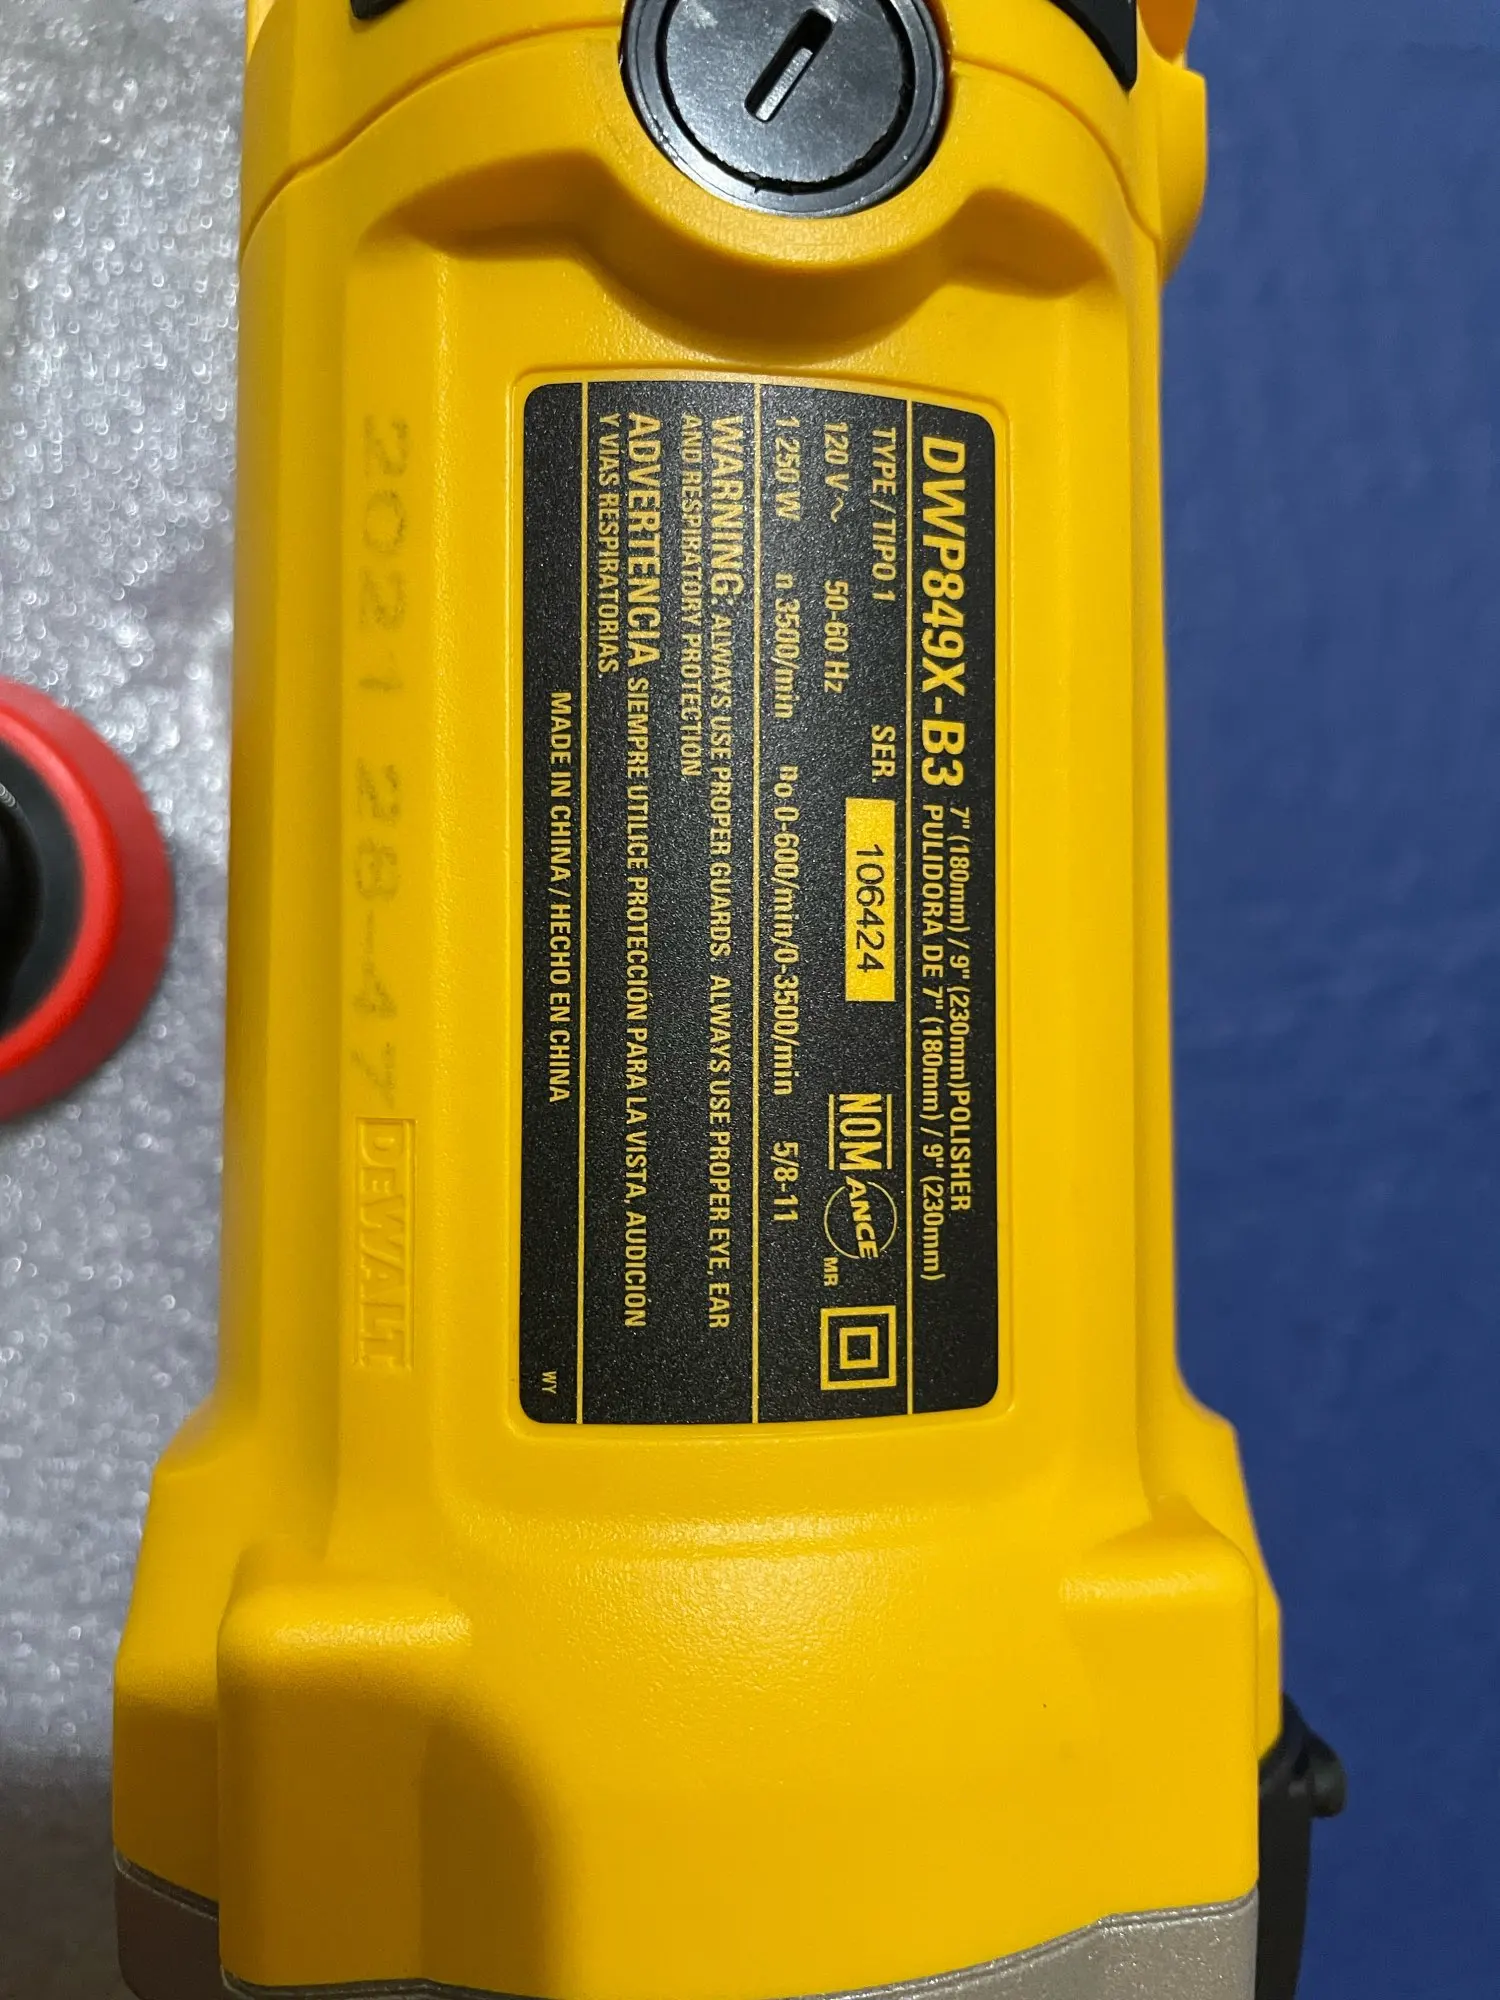 DWP849X-B3 7" (180mm) / 9" (230mm)POLISHER
PULIDORA DE 7" (180mm) / 9" (230mm)
TYPE / TIPO 1 SER. 106424
120 V ~ 50-60 Hz
NOM ANCE MR
1 250 W n 3500/min no 0-600/min/0-3500/min 5/8-11
WARNING: ALWAYS USE PROPER GUARDS. ALWAYS USE PROPER EYE, EAR
AND RESPIRATORY PROTECTION
ADVERTENCIA SIEMPRE UTILICE PROTECCIÓN PARA LA VISTA, AUDICIÓN
Y VIAS RESPIRATORIAS.
MADE IN CHINA / HECHO EN CHINA
WY
2021 28-47
DEWALT